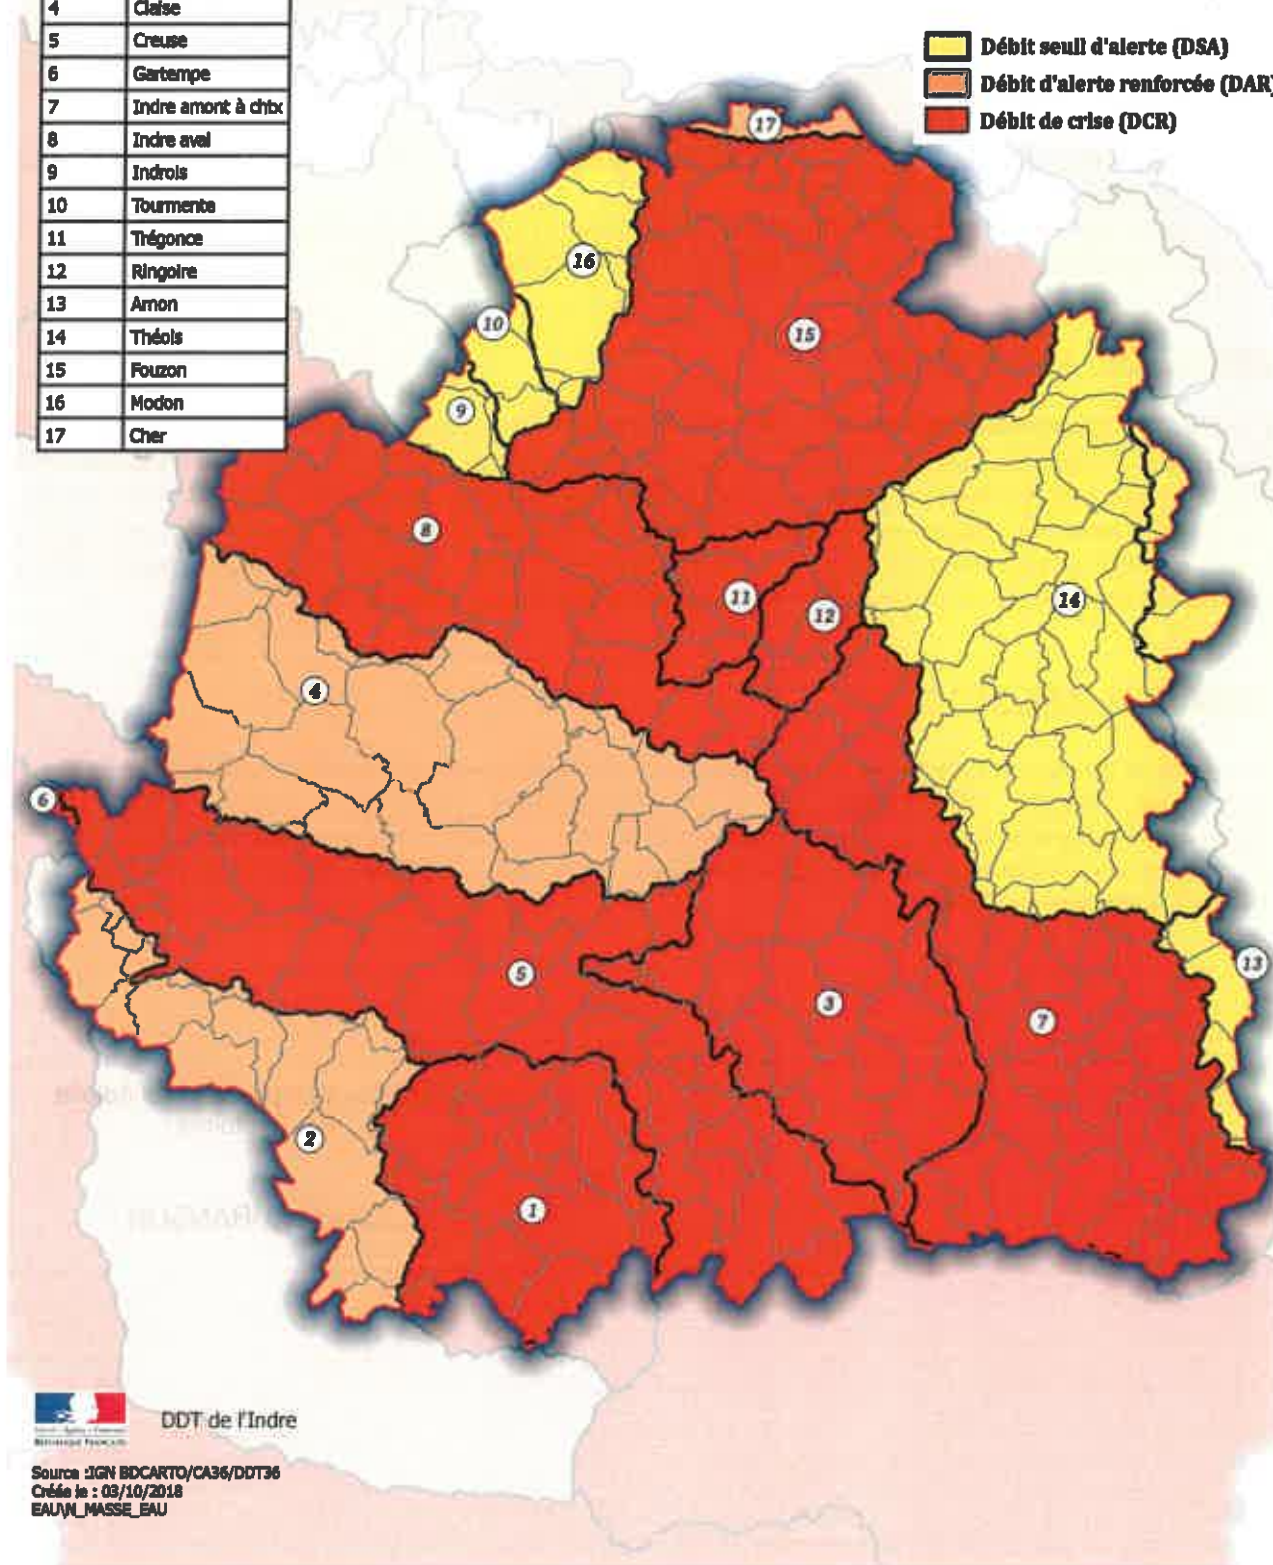 4 Claise
5 Creuse
6 Gartempe
7 Indre amont à chtx
8 Indre aval
9 Indrois
10 Tourmente
11 Trégonce
12 Ringoire
13 Arnon
14 Théols
15 Fouzon
16 Modon
17 Cher
Débit seuil d'alerte (DSA)
Débit d'alerte renforcée (DAR)
Débit de crise (DCR)
17
16
10
15
9
8
11
12
14
4
6
13
5
3
7
2
1
DDT de l'Indre
RÉPUBLIQUE FRANÇAISE
Source :IGN BDCARTO/CA36/DDT36
Créée le : 03/10/2018
EAU\N_MASSE_EAU